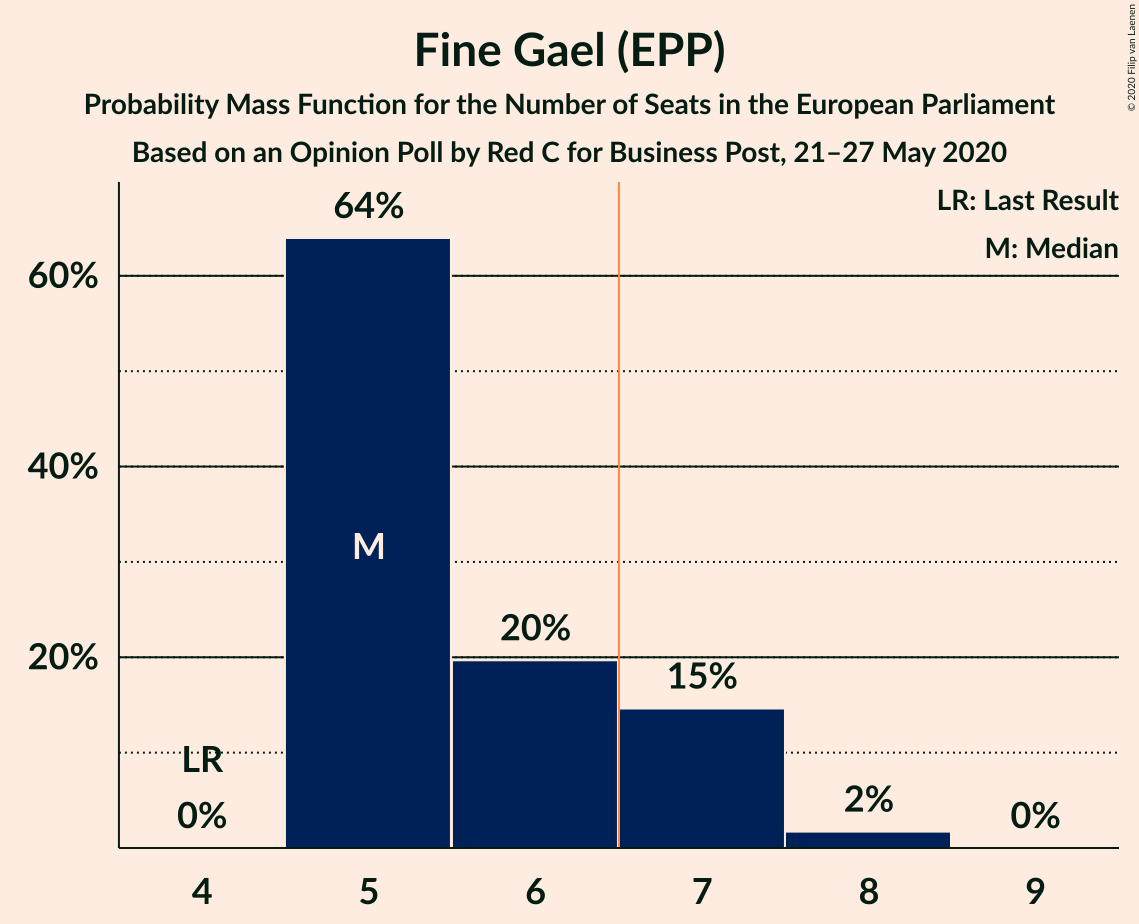 Fine Gael (EPP)
Probability Mass Function for the Number of Seats in the European Parliament
Based on an Opinion Poll by Red C for Business Post, 21–27 May 2020
© 2020 Filip van Laenen
LR: Last Result
M: Median
64%
60%
40%
M
20%
20%
15%
LR
0%
2%
0%
4 5 6 7 8 9